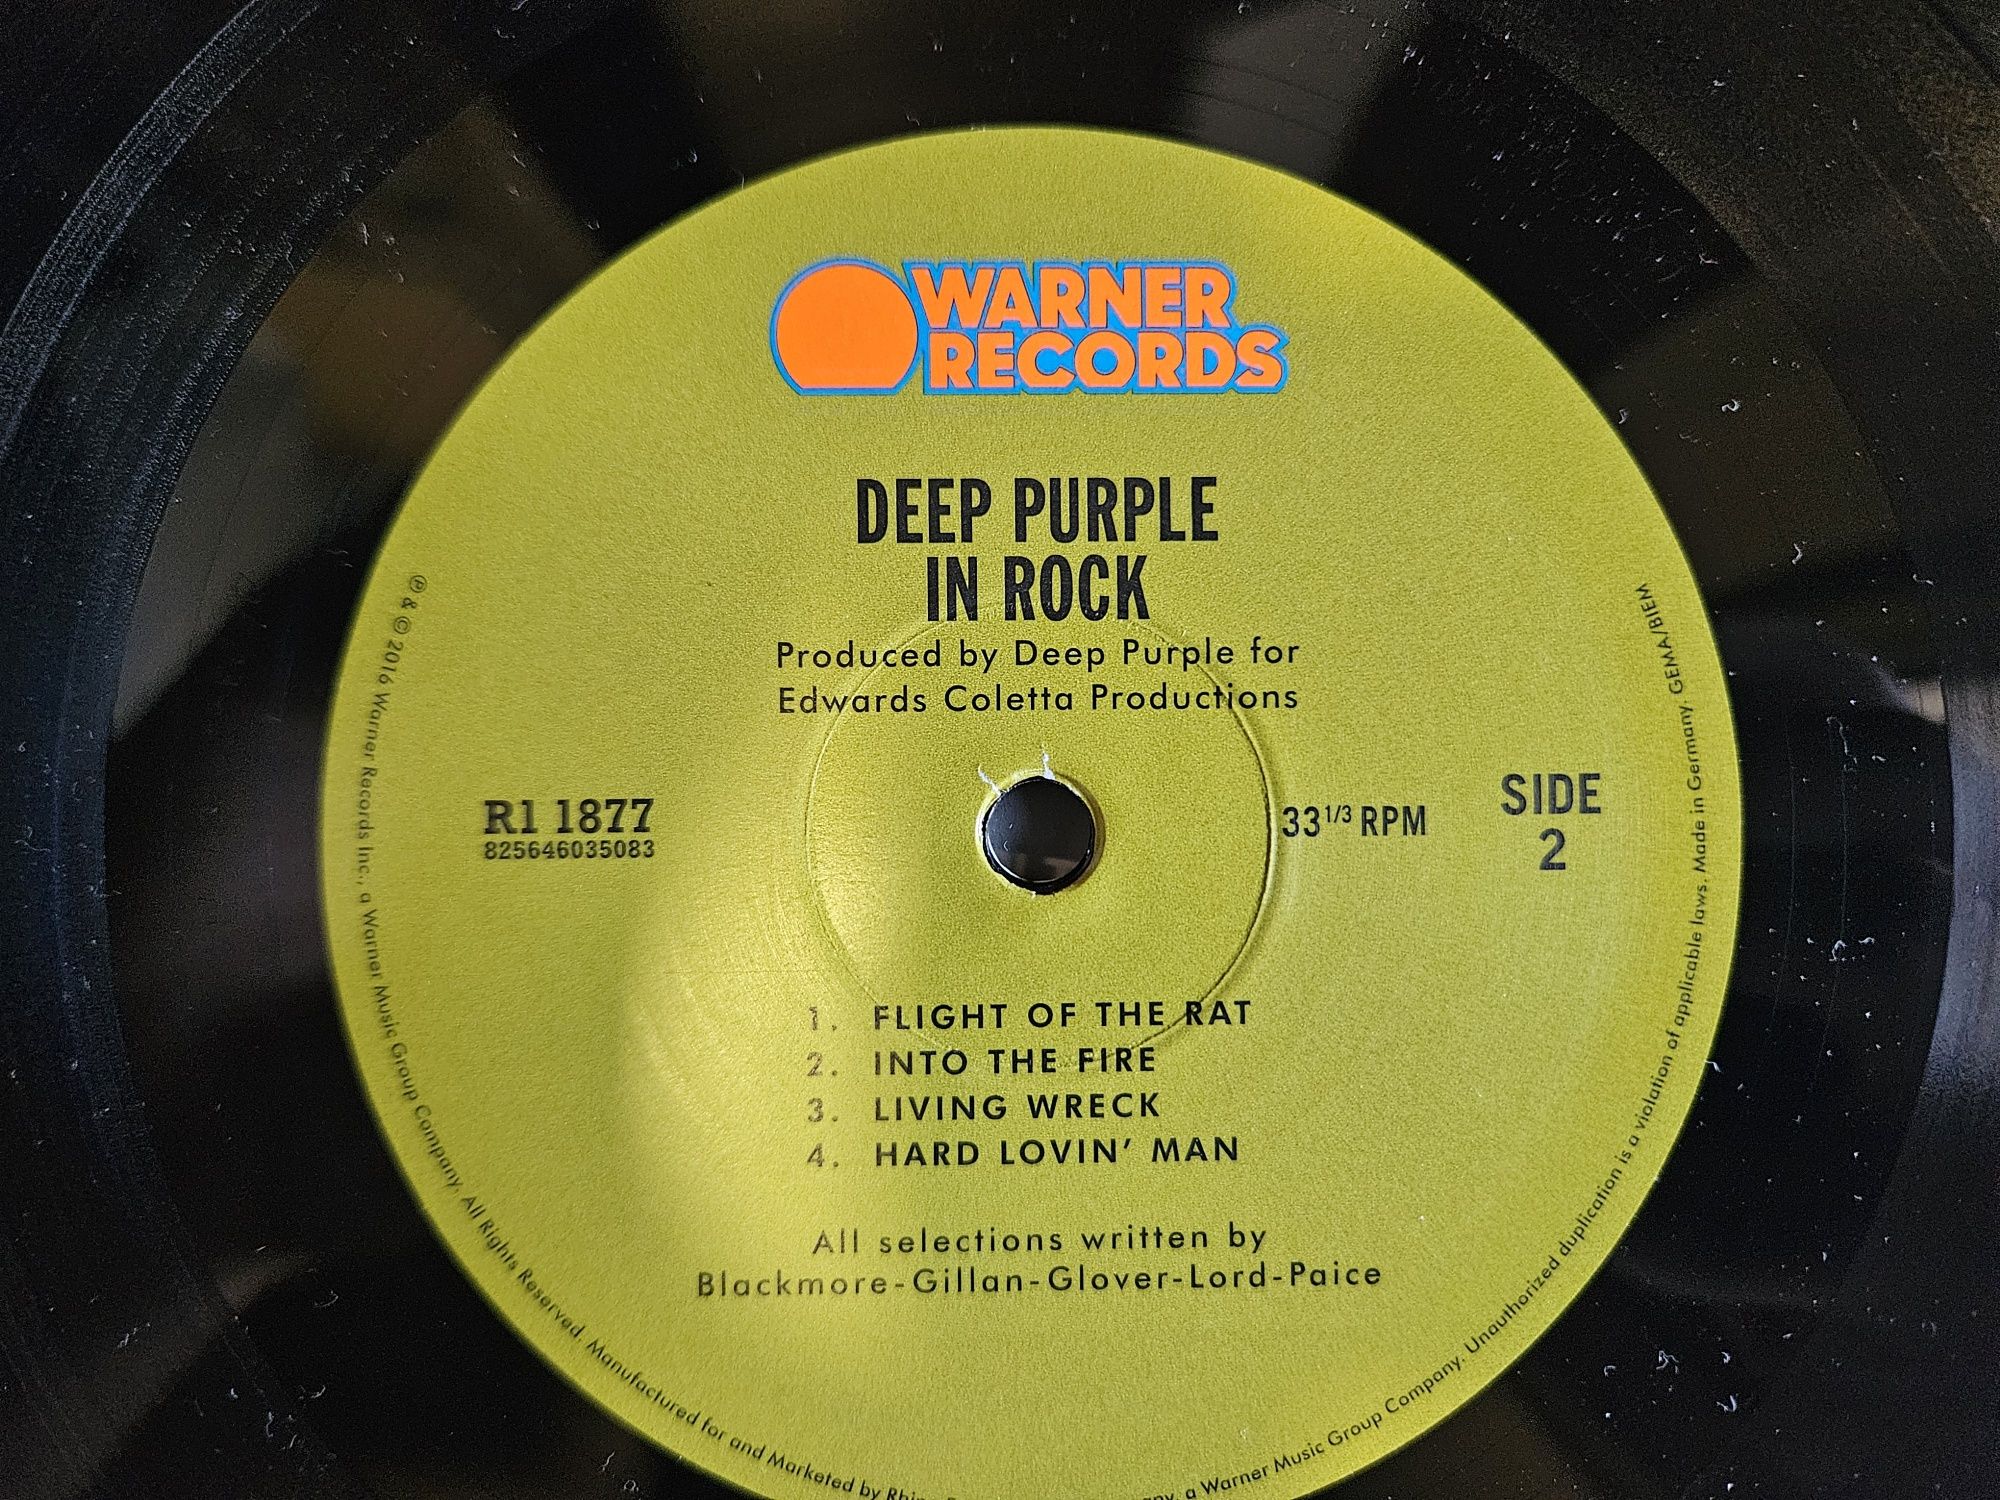 WARNER
RECORDS
DEEP PURPLE
IN ROCK
Produced by Deep Purple for
Edwards Coletta Productions
R1 1877
825646035083
33 1/3 RPM
SIDE
2
1. FLIGHT OF THE RAT
2. INTO THE FIRE
3. LIVING WRECK
4. HARD LOVIN' MAN
All selections written by
Blackmore-Gillan-Glover-Lord-Paice
℗ & © 2016 Warner Records Inc., a Warner Music Group Company. All Rights Reserved. Manufactured for and Marketed by a Warner Music Group Company. Unauthorized duplication is a violation of applicable laws. Made in Germany. GEMA/BIEM